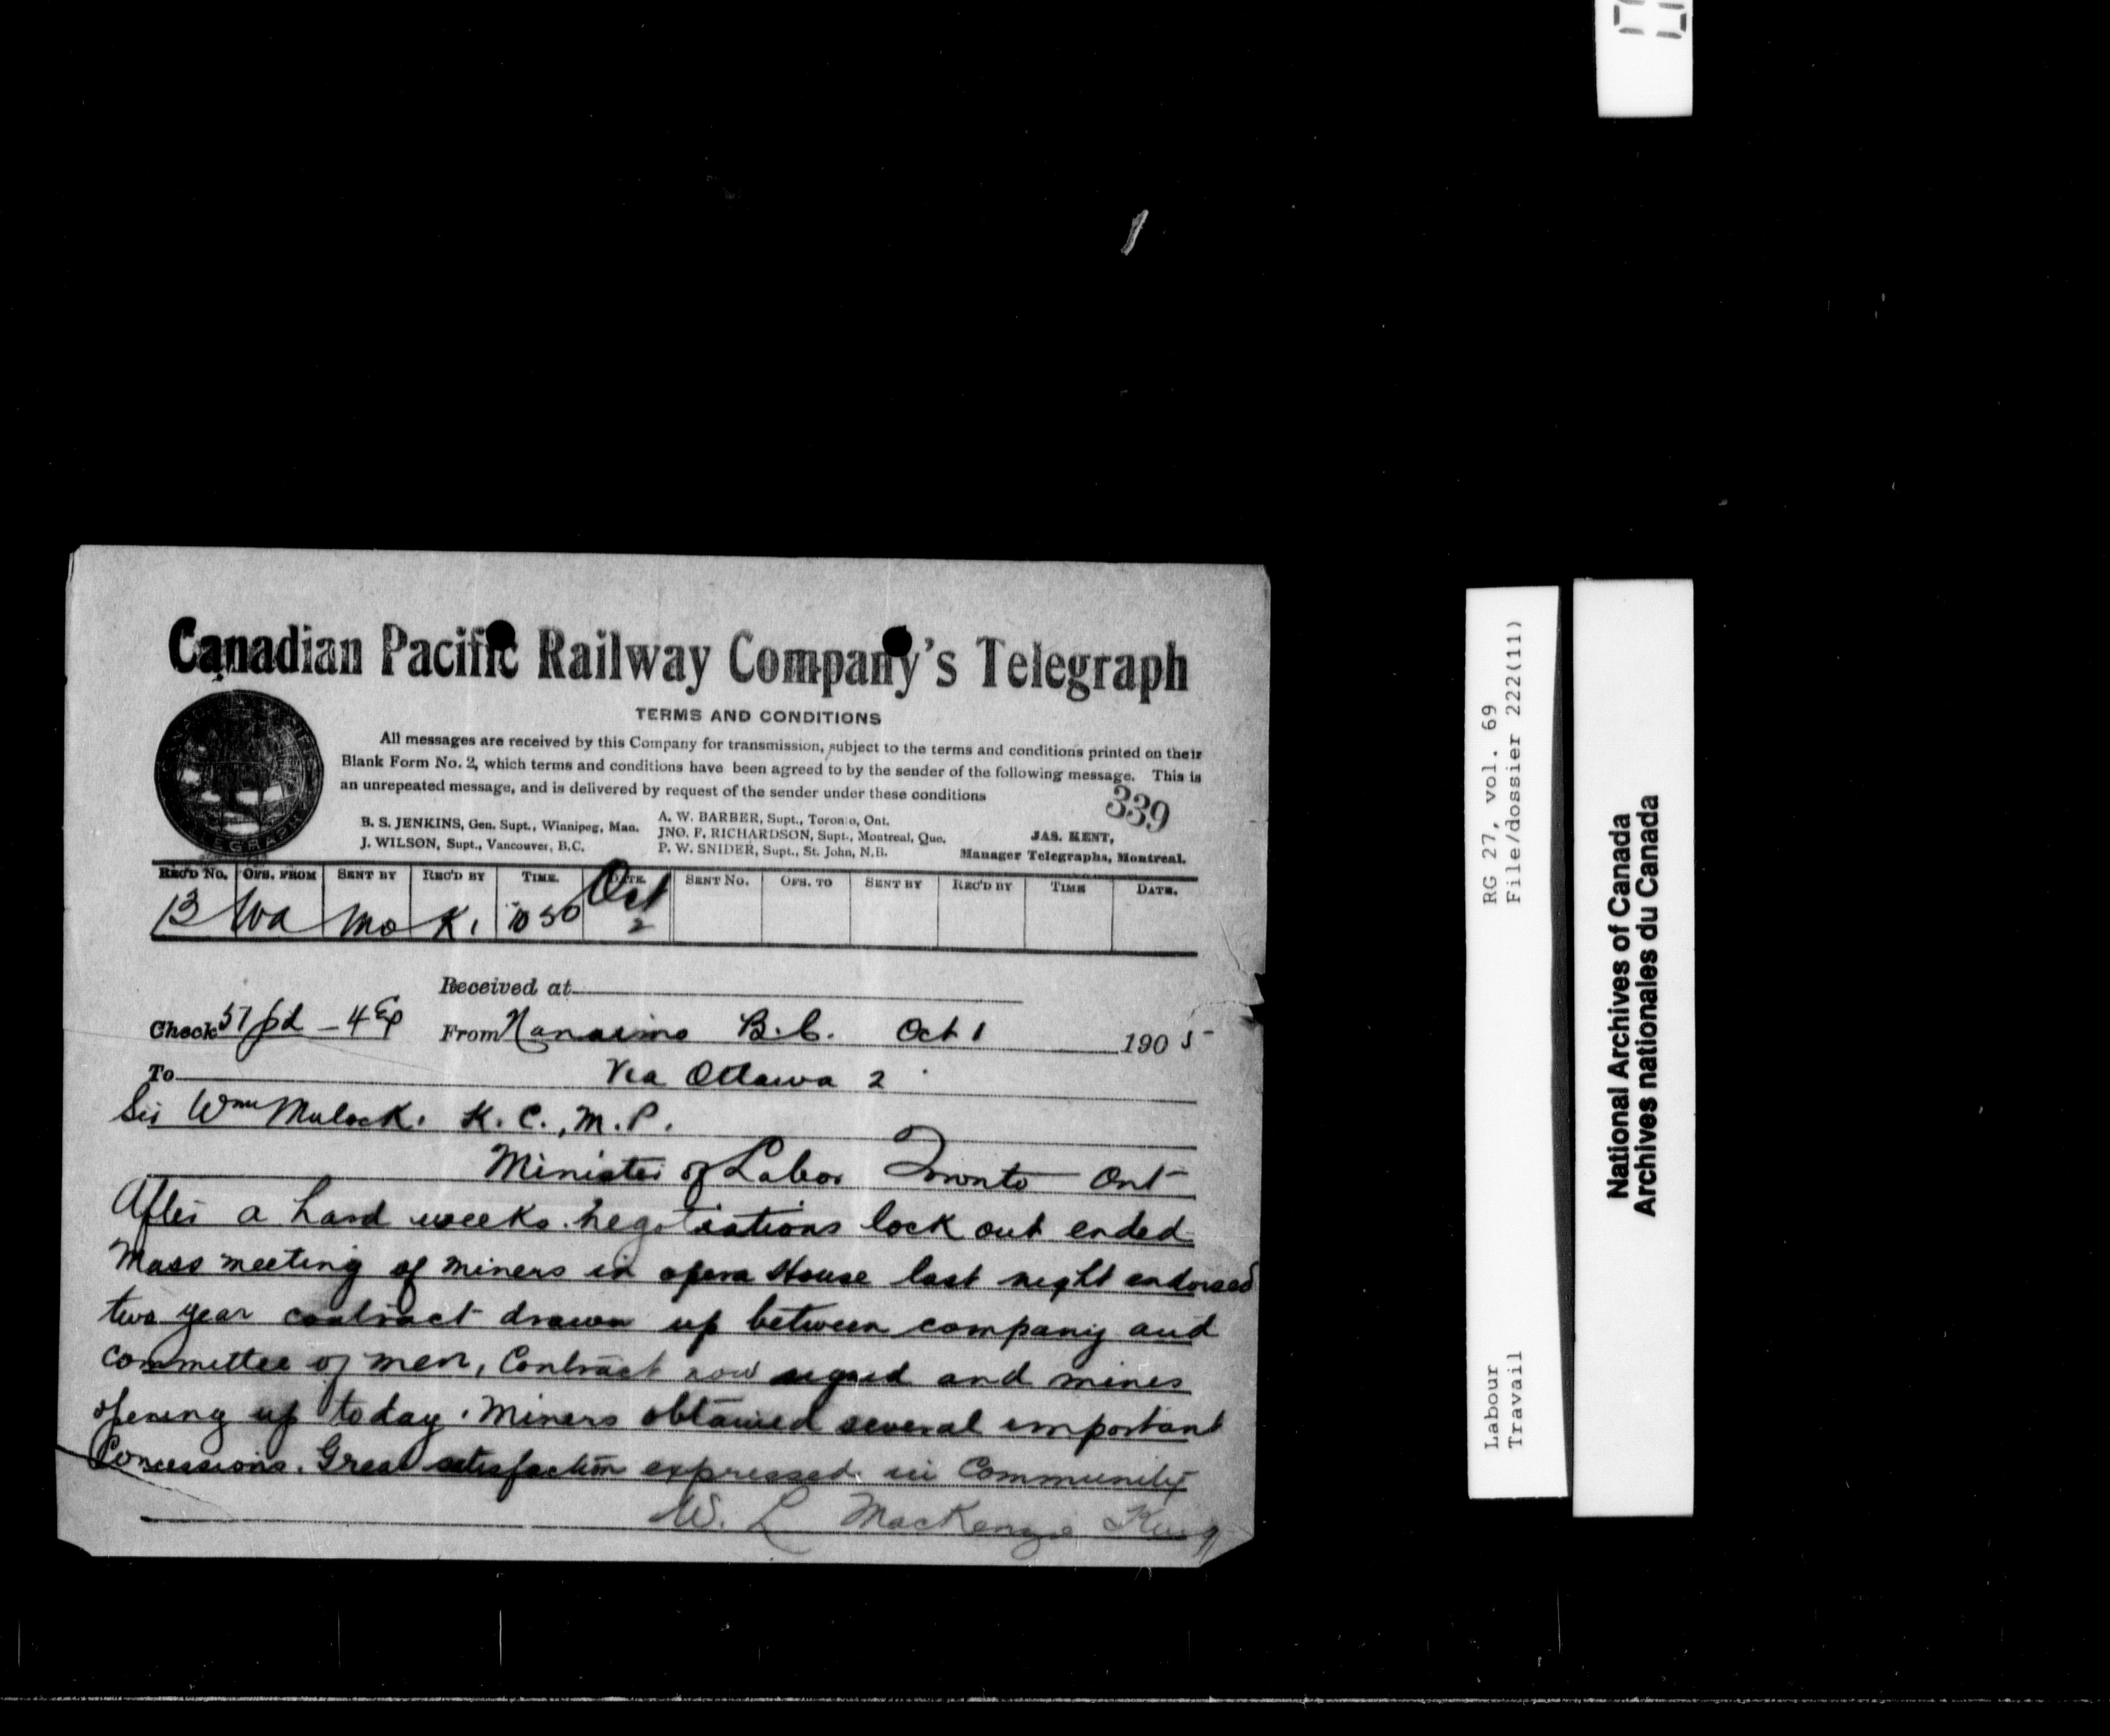 Canadian Pacific Railway Company's Telegraph
TERMS AND CONDITIONS
All messages are received by this Company for transmission, subject to the terms and conditions printed on their
Blank Form No. 2, which terms and conditions have been agreed to by the sender of the following message. This is
an unrepeated message, and is delivered by request of the sender under these conditions
339
B. S. JENKINS, Gen. Supt., Winnipeg, Man.
J. WILSON, Supt., Vancouver, B.C.
A. W. BARBER, Supt., Toronto, Ont.
JNO. F. RICHARDSON, Supt., Montreal, Que.
P. W. SNIDER, Supt., St. John, N.B.
JAS. KENT,
Manager Telegraphs, Montreal.
REC'D NO. OFS. FROM SENT BY REC'D BY TIME. DATE. SENT NO. OFS. TO SENT BY REC'D BY TIME DATE.
13 Wa Mo K. 10 50 Oct 2
Received at
Check 57 pd - 4 Ex From Nanaimo B.C. Oct 1 1905
To Via Ottawa 2
Sir Wm Mulock. K.C., M.P.
Minister of Labor Toronto Ont
After a hard weeks negotiations lock out ended
Mass meeting of miners in opera House last night endorsed
two year contract drawn up between company and
committee of men, Contract now signed and mines
opening up today. Miners obtained several important
Concessions. Great satisfaction expressed in Community
W. L MacKenzie King
Labour RG 27, vol. 69
Travail File/dossier 222(11)
National Archives of Canada
Archives nationales du Canada